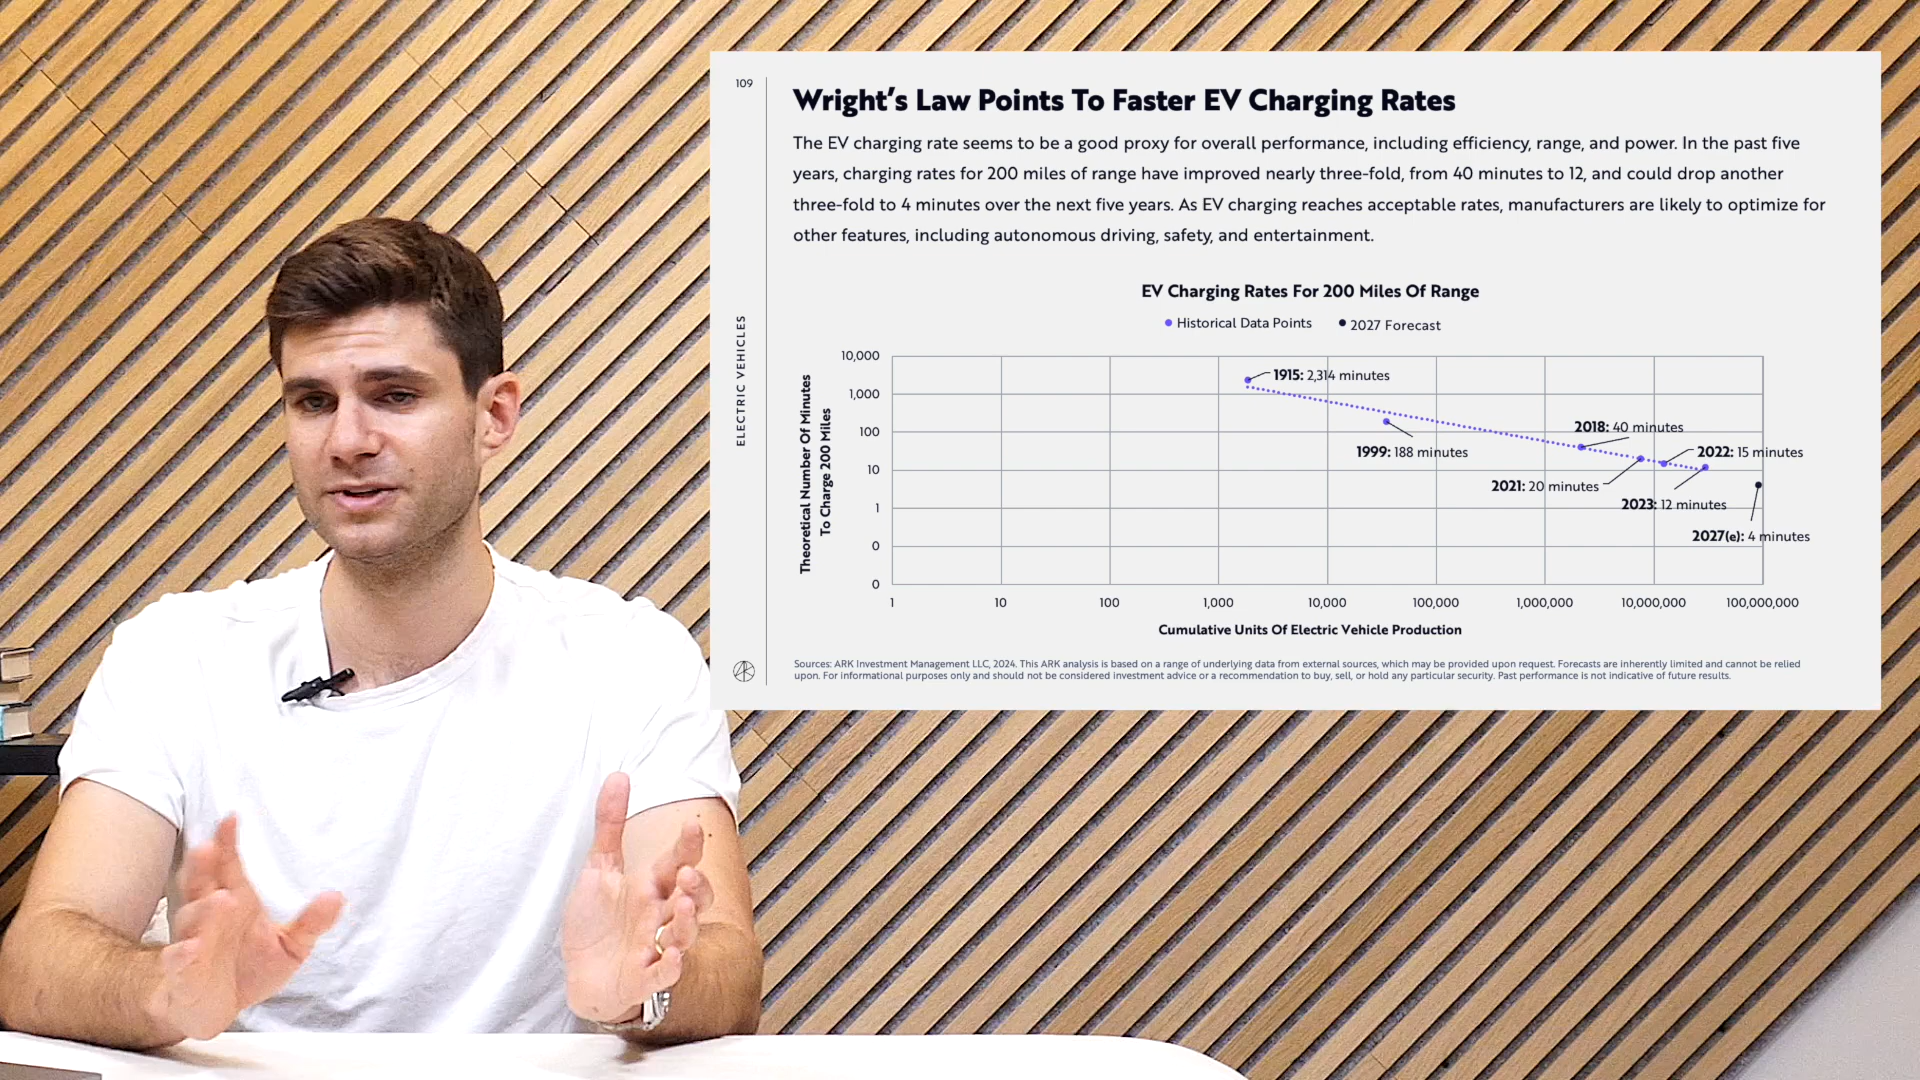 109
Wright's Law Points To Faster EV Charging Rates
The EV charging rate seems to be a good proxy for overall performance, including efficiency, range, and power. In the past five
years, charging rates for 200 miles of range have improved nearly three-fold, from 40 minutes to 12, and could drop another
three-fold to 4 minutes over the next five years. As EV charging reaches acceptable rates, manufacturers are likely to optimize for
other features, including autonomous driving, safety, and entertainment.
ELECTRIC VEHICLES
EV Charging Rates For 200 Miles Of Range
Historical Data Points
2027 Forecast
Theoretical Number Of Minutes
To Charge 200 Miles
10,000
1,000
100
10
1
0
0
1915: 2,314 minutes
1999: 188 minutes
2018: 40 minutes
2022: 15 minutes
2021: 20 minutes
2023: 12 minutes
2027(e): 4 minutes
1
10
100
1,000
10,000
100,000
1,000,000
10,000,000
100,000,000
Cumulative Units Of Electric Vehicle Production
Sources: ARK Investment Management LLC, 2024. This ARK analysis is based on a range of underlying data from external sources, which may be provided upon request. Forecasts are inherently limited and cannot be relied
upon. For informational purposes only and should not be considered investment advice or a recommendation to buy, sell, or hold any particular security. Past performance is not indicative of future results.